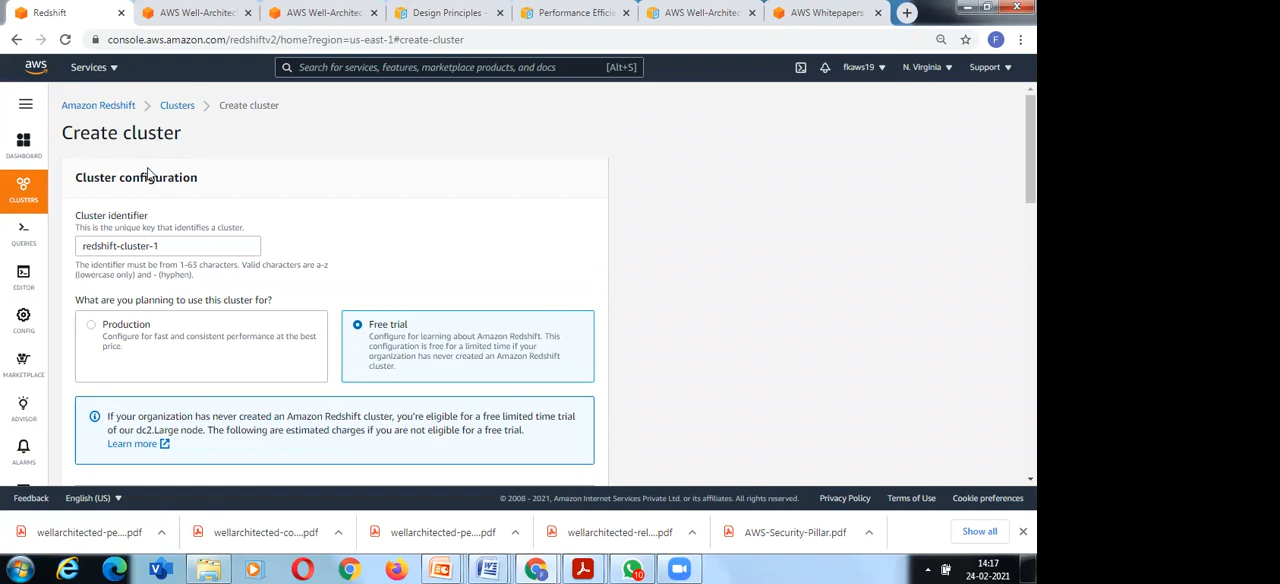 Redshift
AWS Well-Architec
AWS Well-Architec
Design Principles -
Performance Efficie
AWS Well-Architec
AWS Whitepapers
console.aws.amazon.com/redshiftv2/home?region=us-east-1#create-cluster
F
aws
Services
Search for services, features, marketplace products, and docs
[Alt+S]
fkaws19
N. Virginia
Support
Amazon Redshift
Clusters
Create cluster
Create cluster
DASHBOARD
CLUSTERS
QUERIES
EDITOR
CONFIG
MARKETPLACE
ADVISOR
ALARMS
Cluster configuration
Cluster identifier
This is the unique key that identifies a cluster.
redshift-cluster-1
The identifier must be from 1-63 characters. Valid characters are a-z
(lowercase only) and - (hyphen).
What are you planning to use this cluster for?
Production
Configure for fast and consistent performance at the best
price.
Free trial
Configure for learning about Amazon Redshift. This
configuration is free for a limited time if your
organization has never created an Amazon Redshift
cluster.
If your organization has never created an Amazon Redshift cluster, you're eligible for a free limited time trial
of our dc2.Large node. The following are estimated charges if you are not eligible for a free trial.
Learn more
Feedback
English (US)
© 2008 - 2021, Amazon Internet Services Private Ltd. or its affiliates. All rights reserved.
Privacy Policy
Terms of Use
Cookie preferences
wellarchitected-pe....pdf
wellarchitected-co....pdf
wellarchitected-pe....pdf
wellarchitected-rel....pdf
AWS-Security-Pillar.pdf
Show all
10
14:17
24-02-2021